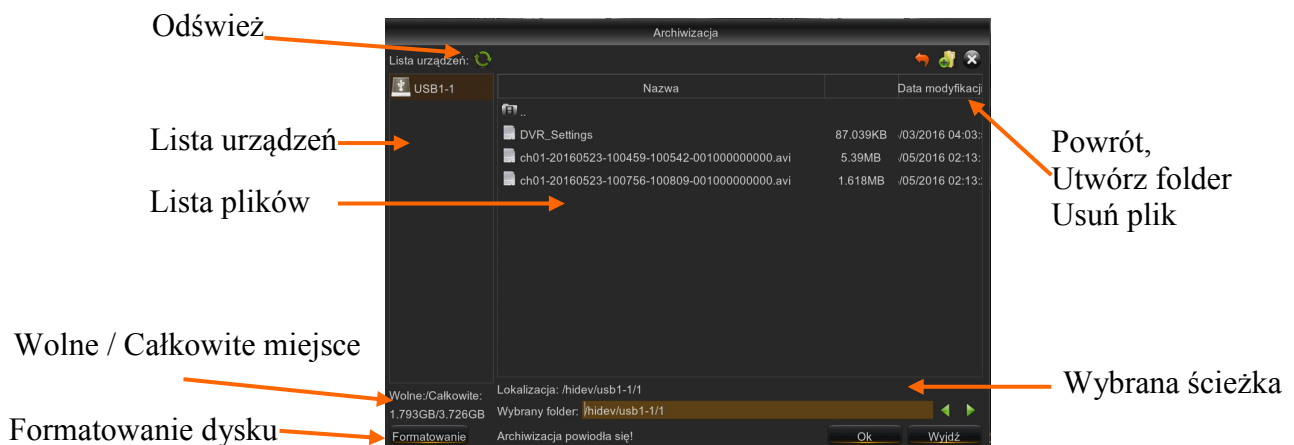 Odśwież
Archiwizacja
Lista urządzeń:
USB1-1
Nazwa
Data modyfikacji
..
DVR_Settings 87.039KB /03/2016 04:03:
ch01-20160523-100459-100542-001000000000.avi 5.39MB /05/2016 02:13:
ch01-20160523-100756-100809-001000000000.avi 1.618MB /05/2016 02:13:
Lista urządzeń
Lista plików
Powrót,
Utwórz folder
Usuń plik
Wolne / Całkowite miejsce
Wybrana ścieżka
Wolne:/Całkowite:
1.793GB/3.726GB
Lokalizacja: /hidev/usb1-1/1
Wybrany folder: /hidev/usb1-1/1
Formatowanie dysku
Formatowanie
Archiwizacja powiodła się!
Ok
Wyjdź